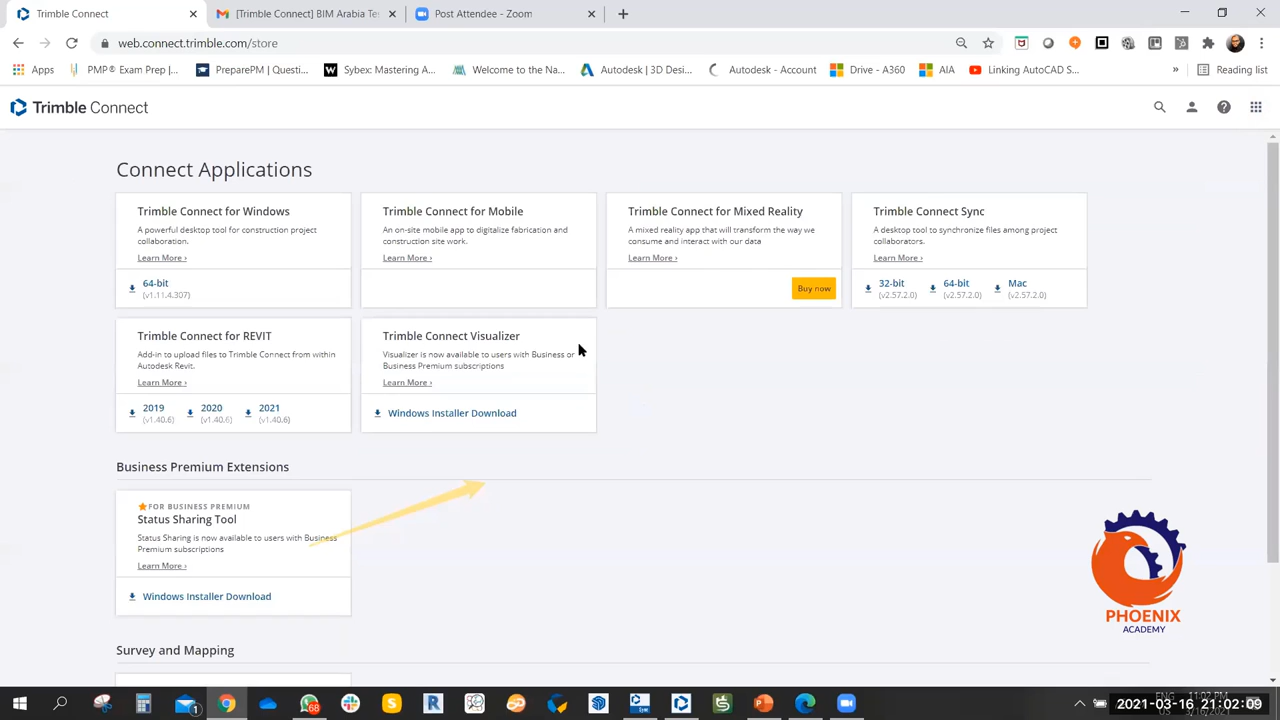 Trimble Connect
[Trimble Connect] BIM Arabia Te
Post Attendee - Zoom
web.connect.trimble.com/store
Apps
PMP® Exam Prep |...
PreparePM | Questi...
Sybex: Mastering A...
Welcome to the Na...
Autodesk | 3D Desi...
Autodesk - Account
Drive - A360
AIA
Linking AutoCAD S...
»
Reading list
Trimble Connect
Connect Applications
Trimble Connect for Windows
A powerful desktop tool for construction project
collaboration.
Learn More ›
64-bit
(v1.11.4.307)
Trimble Connect for Mobile
An on-site mobile app to digitalize fabrication and
construction site work.
Learn More ›
Trimble Connect for Mixed Reality
A mixed reality app that will transform the way we
consume and interact with our data
Learn More ›
Buy now
Trimble Connect Sync
A desktop tool to synchronize files among project
collaborators.
Learn More ›
32-bit 64-bit Mac
(v2.57.2.0) (v2.57.2.0) (v2.57.2.0)
Trimble Connect for REVIT
Add-in to upload files to Trimble Connect from within
Autodesk Revit.
Learn More ›
2019 2020 2021
(v1.40.6) (v1.40.6) (v1.40.6)
Trimble Connect Visualizer
Visualizer is now available to users with Business or
Business Premium subscriptions
Learn More ›
Windows Installer Download
Business Premium Extensions
FOR BUSINESS PREMIUM
Status Sharing Tool
Status Sharing is now available to users with Business
Premium subscriptions
Learn More ›
Windows Installer Download
PHOENIX
ACADEMY
Survey and Mapping
1
68
ENG
11:02 PM
2021-03-16 21:02:09